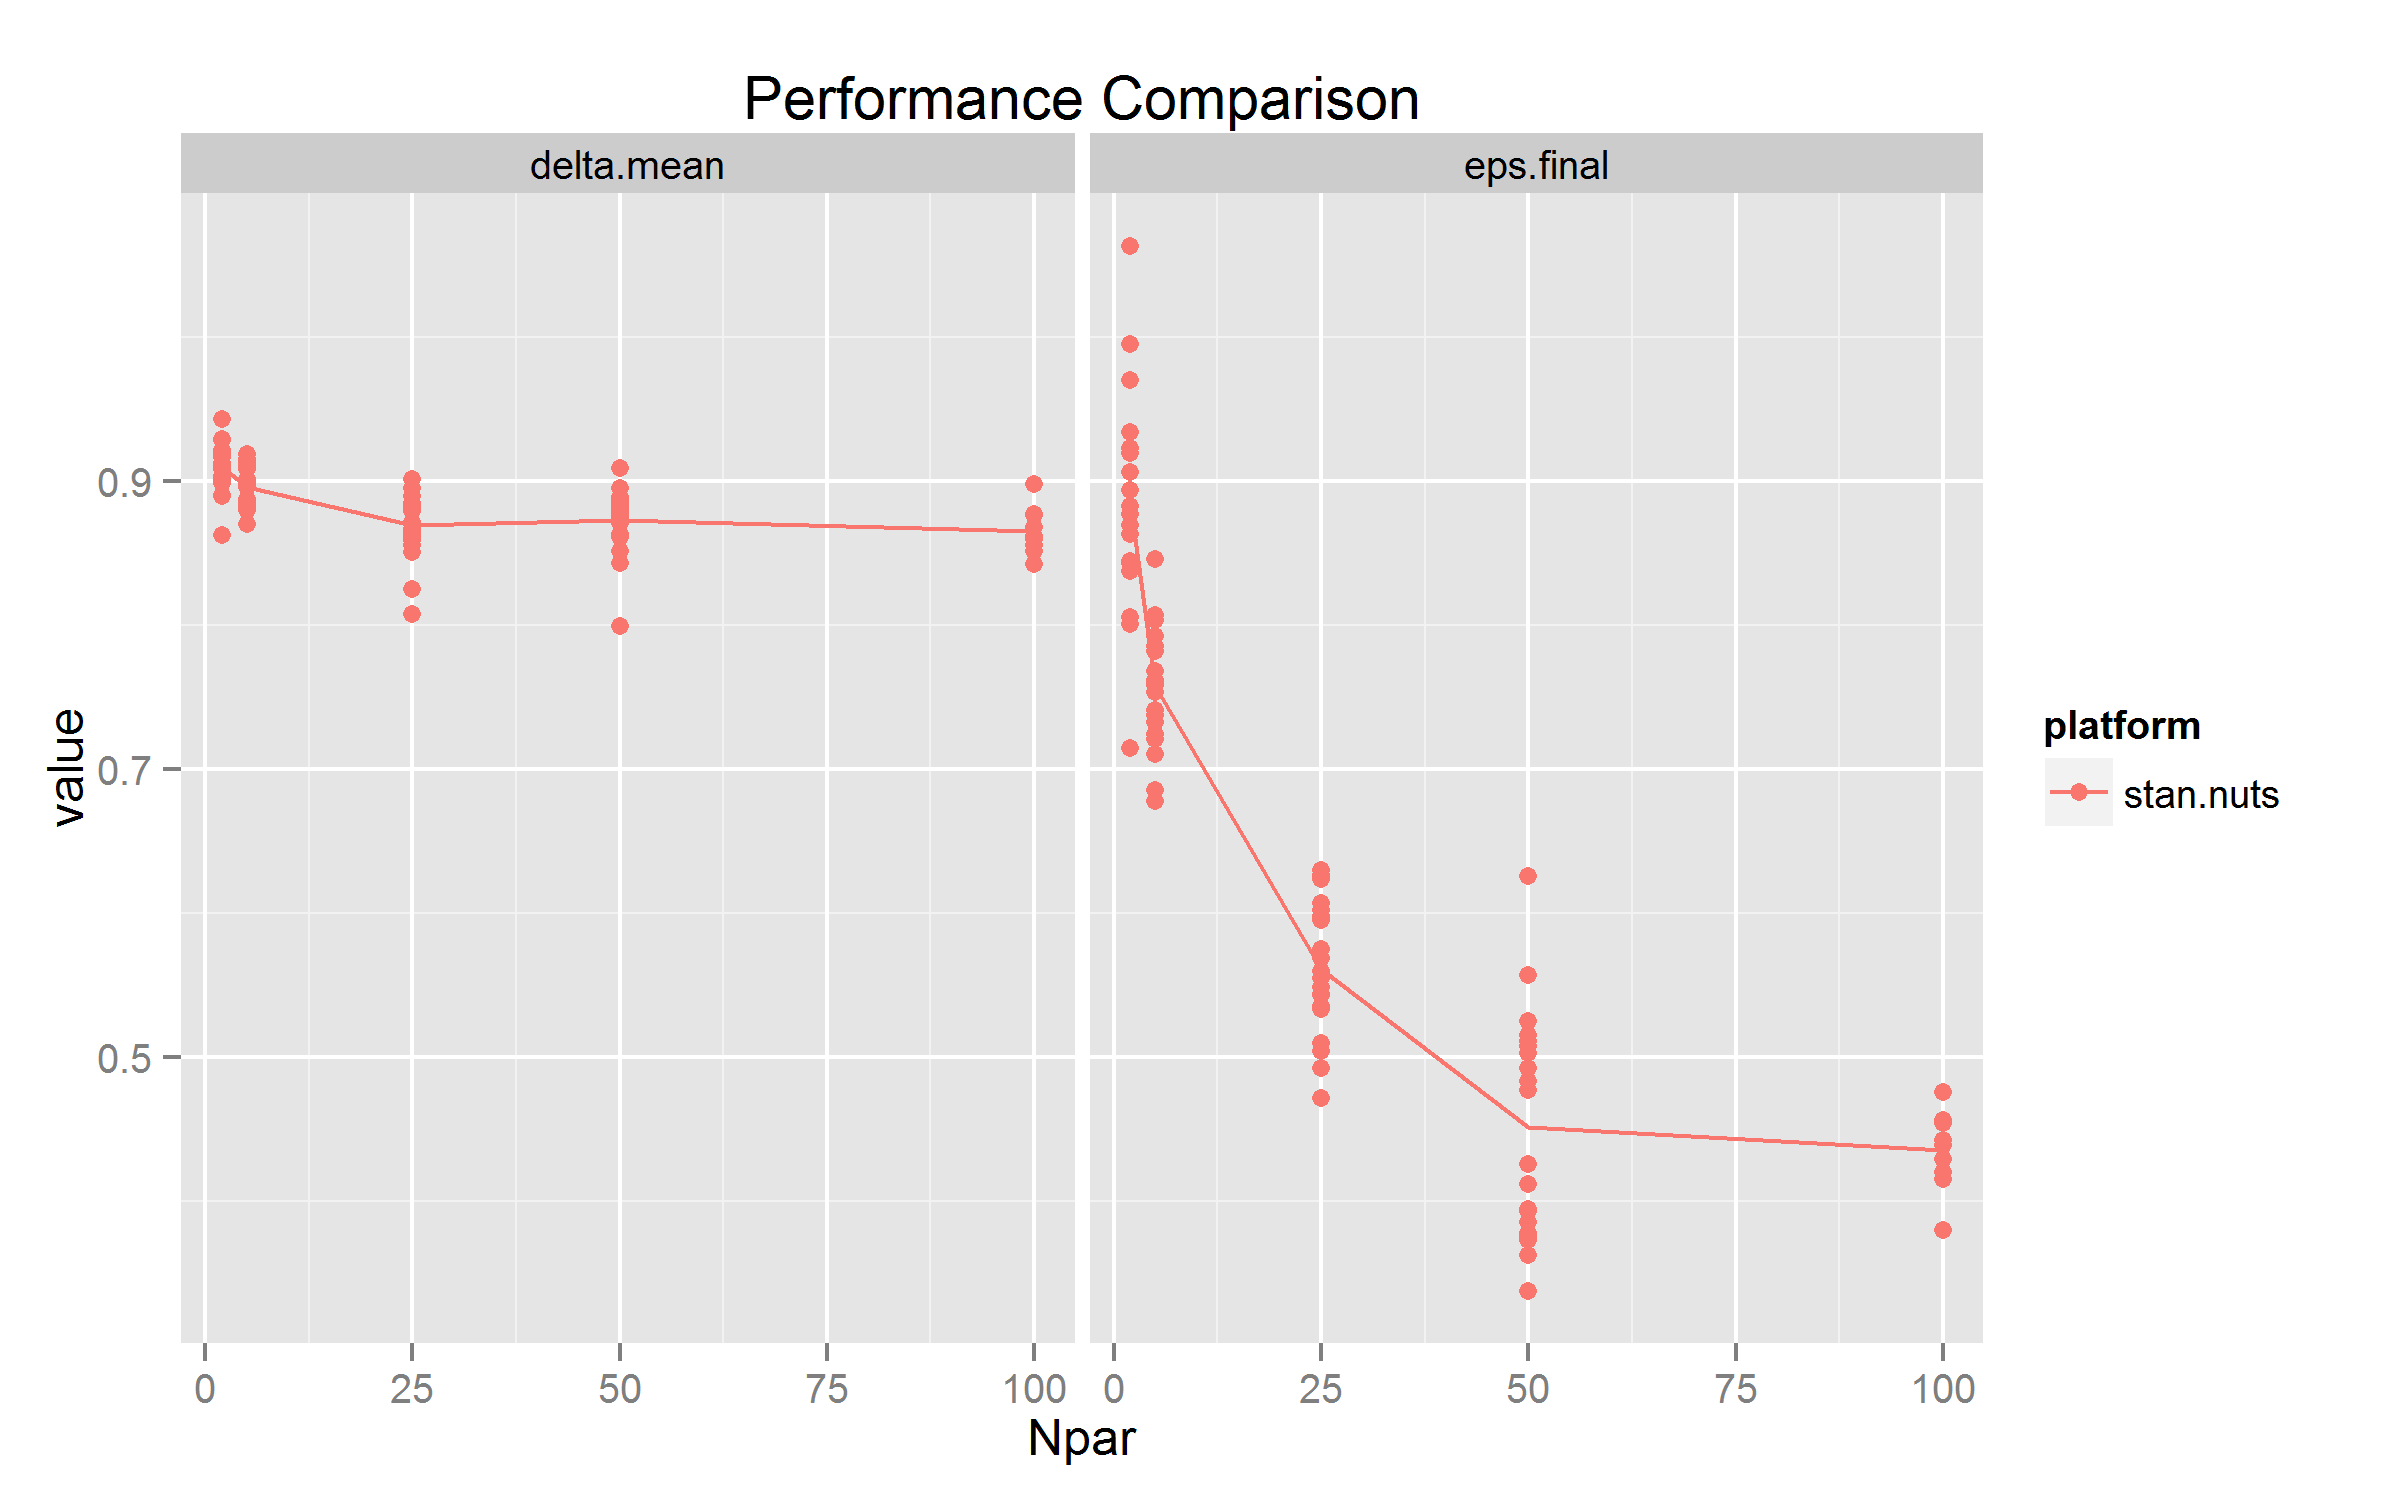 Performance Comparison
delta.mean
eps.final
value
0.9
0.7
0.5
0 25 50 75 100
0 25 50 75 100
Npar
platform
stan.nuts